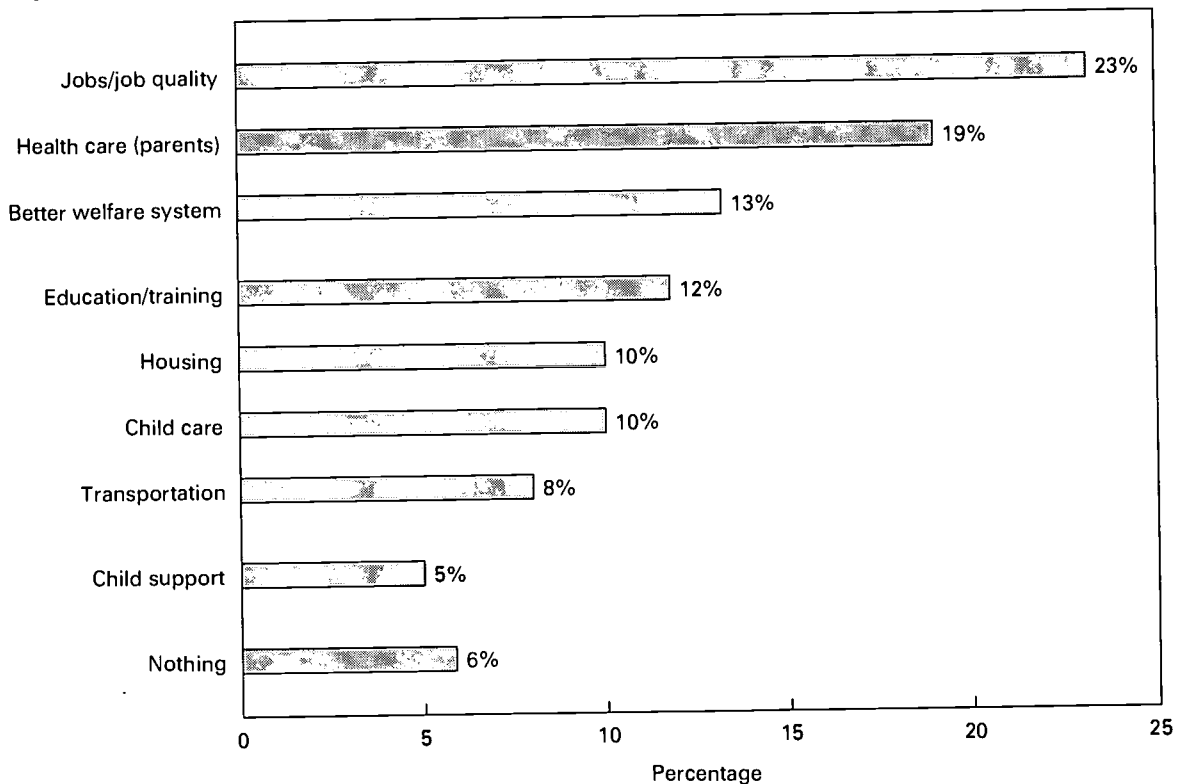 Jobs/job quality 23%
Health care (parents) 19%
Better welfare system 13%
Education/training 12%
Housing 10%
Child care 10%
Transportation 8%
Child support 5%
Nothing 6%
0 5 10 15 20 25
Percentage